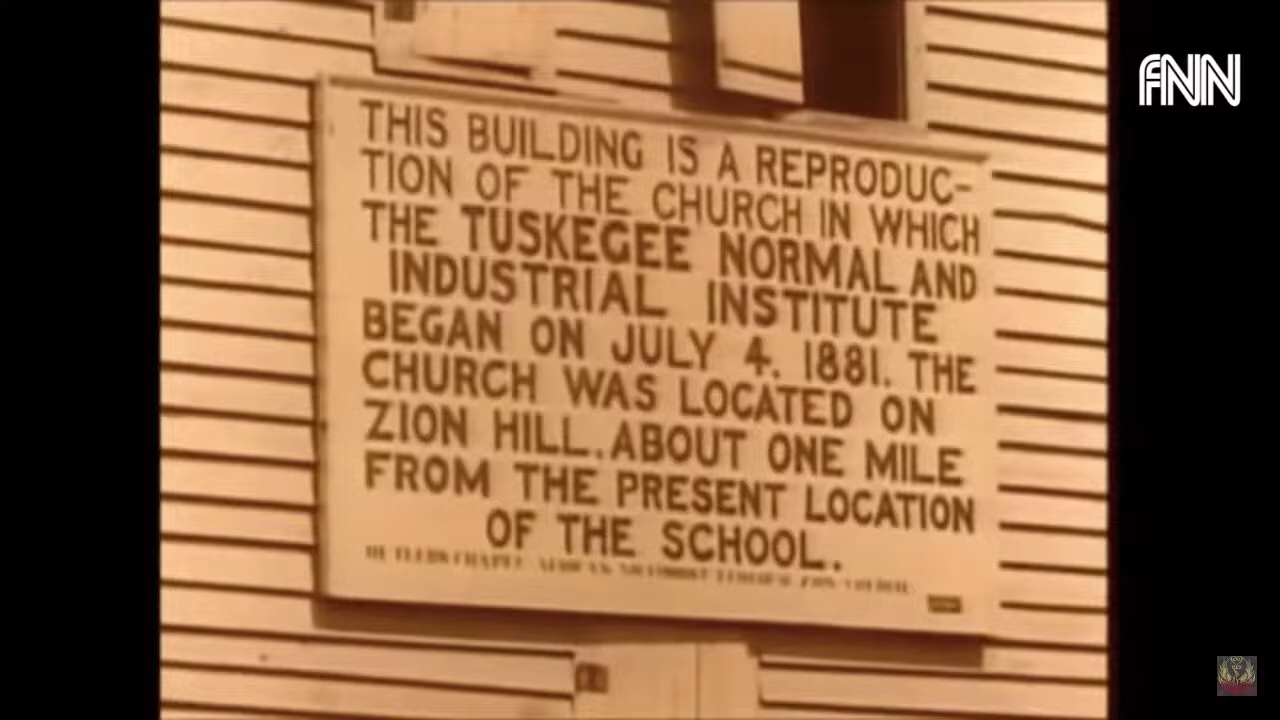 THIS BUILDING IS A REPRODUC-
TION OF THE CHURCH IN WHICH
THE TUSKEGEE NORMAL AND
INDUSTRIAL INSTITUTE
BEGAN ON JULY 4. 1881. THE
CHURCH WAS LOCATED ON
ZION HILL. ABOUT ONE MILE
FROM THE PRESENT LOCATION
OF THE SCHOOL.
FNN